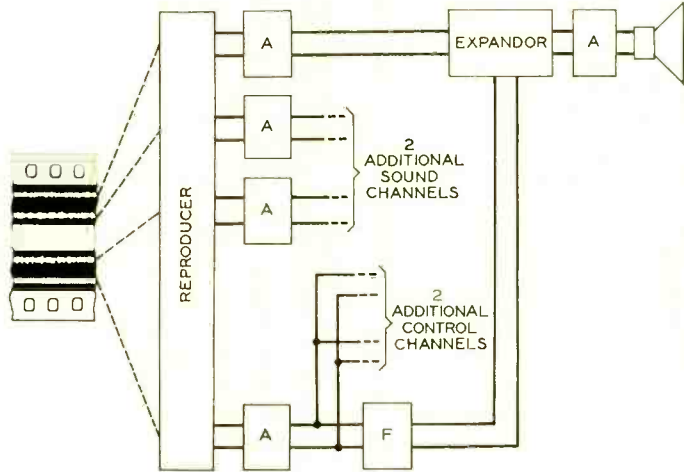 A
EXPANDOR
A
A
2
ADDITIONAL
SOUND
CHANNELS
A
REPRODUCER
2
ADDITIONAL
CONTROL
CHANNELS
A
F